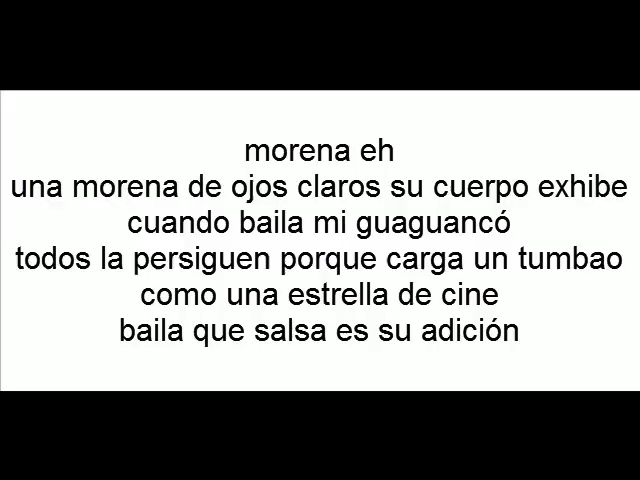 morena eh
una morena de ojos claros su cuerpo exhibe
cuando baila mi guaguancó
todos la persiguen porque carga un tumbao
como una estrella de cine
baila que salsa es su adición